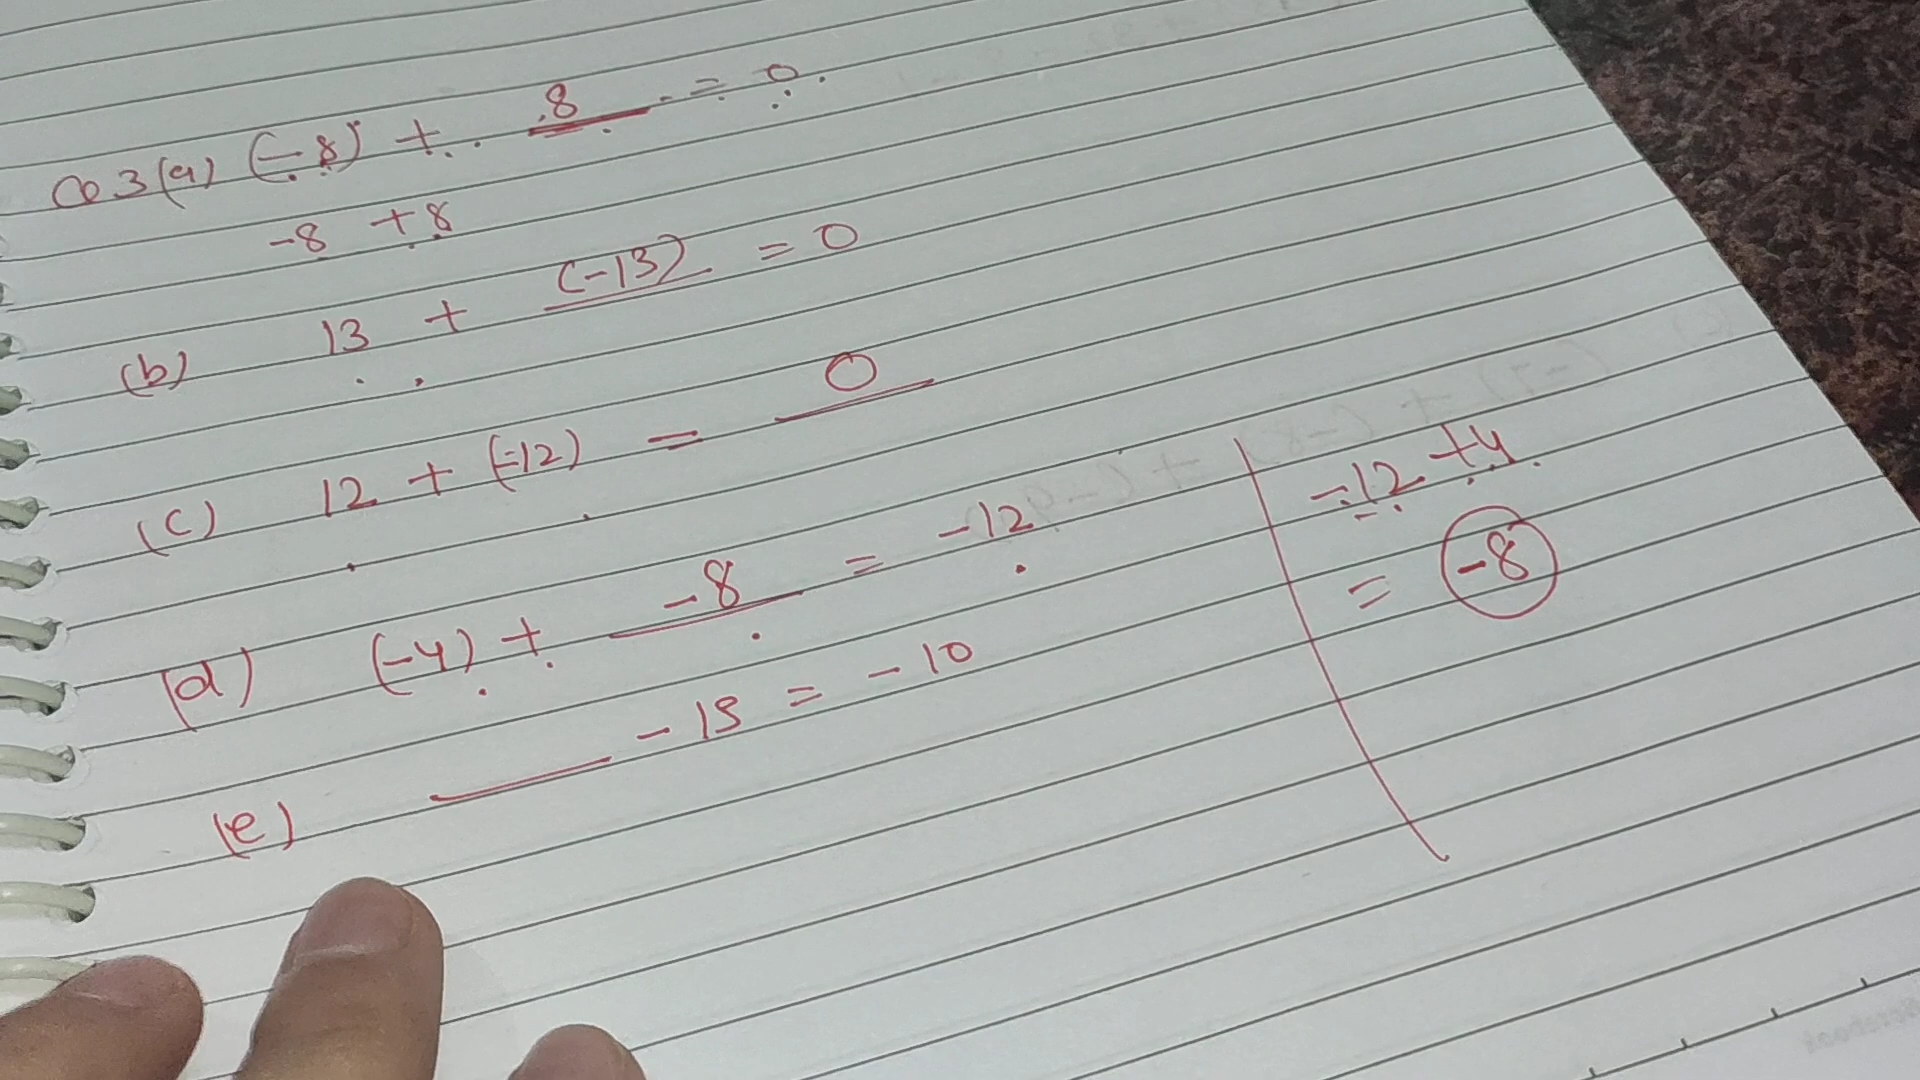 Q3(a) (-8) + 8 = 0
-8 +8
(b) 13 + (-13) = 0
(c) 12 + (-12) = 0
(d) (-4) + -8 = -12
(e) ____ - 15 = -10
-12 +4
= -8